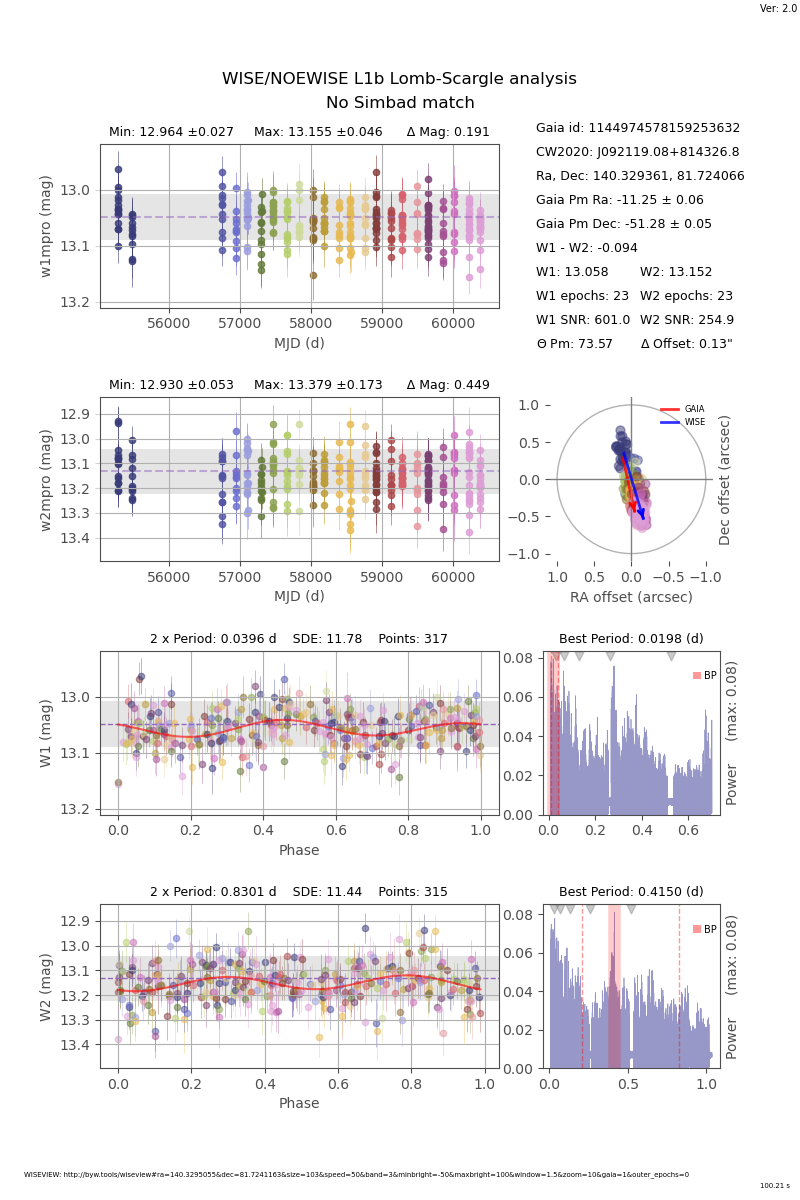 Ver: 2.0
WISE/NOEWISE L1b Lomb-Scargle analysis
No Simbad match
Min: 12.964 ±0.027 Max: 13.155 ±0.046 Δ Mag: 0.191
w1mpro (mag)
13.0
13.1
13.2
56000 57000 58000 59000 60000
MJD (d)
Gaia id: 1144974578159253632
CW2020: J092119.08+814326.8
Ra, Dec: 140.329361, 81.724066
Gaia Pm Ra: -11.25 ± 0.06
Gaia Pm Dec: -51.28 ± 0.05
W1 - W2: -0.094
W1: 13.058 W2: 13.152
W1 epochs: 23 W2 epochs: 23
W1 SNR: 601.0 W2 SNR: 254.9
Θ Pm: 73.57 Δ Offset: 0.13"
Min: 12.930 ±0.053 Max: 13.379 ±0.173 Δ Mag: 0.449
w2mpro (mag)
12.9
13.0
13.1
13.2
13.3
13.4
56000 57000 58000 59000 60000
MJD (d)
1.0
0.5
0.0
−0.5
−1.0
GAIA
WISE
Dec offset (arcsec)
1.0 0.5 0.0 −0.5 −1.0
RA offset (arcsec)
2 x Period: 0.0396 d SDE: 11.78 Points: 317
W1 (mag)
13.0
13.1
13.2
0.0 0.2 0.4 0.6 0.8 1.0
Phase
Best Period: 0.0198 (d)
0.08
0.06
0.04
0.02
0.00
BP
Power (max: 0.08)
0.0 0.2 0.4 0.6
2 x Period: 0.8301 d SDE: 11.44 Points: 315
W2 (mag)
12.9
13.0
13.1
13.2
13.3
13.4
0.0 0.2 0.4 0.6 0.8 1.0
Phase
Best Period: 0.4150 (d)
0.08
0.06
0.04
0.02
0.00
BP
Power (max: 0.08)
0.0 0.5 1.0
WISEVIEW: http://byw.tools/wiseview#ra=140.3295055&dec=81.7241163&size=103&speed=50&band=3&minbright=-50&maxbright=100&window=1.5&zoom=10&gaia=1&outer_epochs=0
100.21 s